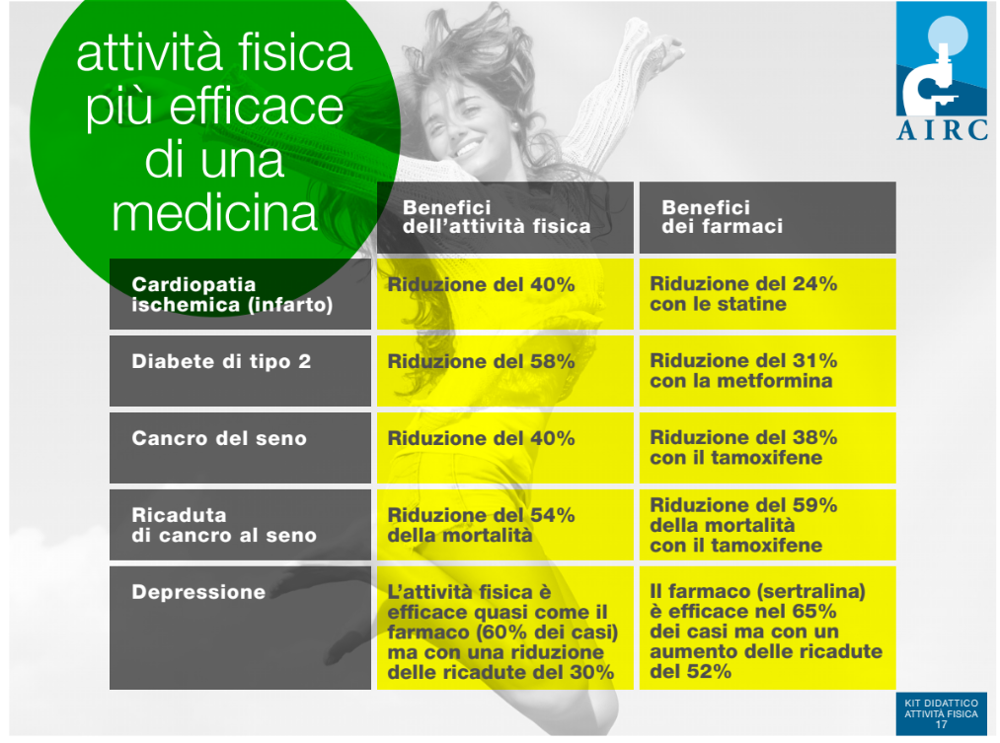 attività fisica
più efficace
di una
medicina
AIRC
Benefici
dell'attività fisica
Benefici
dei farmaci
Cardiopatia
ischemica (infarto)
Riduzione del 40%
Riduzione del 24%
con le statine
Diabete di tipo 2
Riduzione del 58%
Riduzione del 31%
con la metformina
Cancro del seno
Riduzione del 40%
Riduzione del 38%
con il tamoxifene
Ricaduta
di cancro al seno
Riduzione del 54%
della mortalità
Riduzione del 59%
della mortalità
con il tamoxifene
Depressione
L'attività fisica è
efficace quasi come il
farmaco (60% dei casi)
ma con una riduzione
delle ricadute del 30%
Il farmaco (sertralina)
è efficace nel 65%
dei casi ma con un
aumento delle ricadute
del 52%
KIT DIDATTICO
ATTIVITÀ FISICA
17